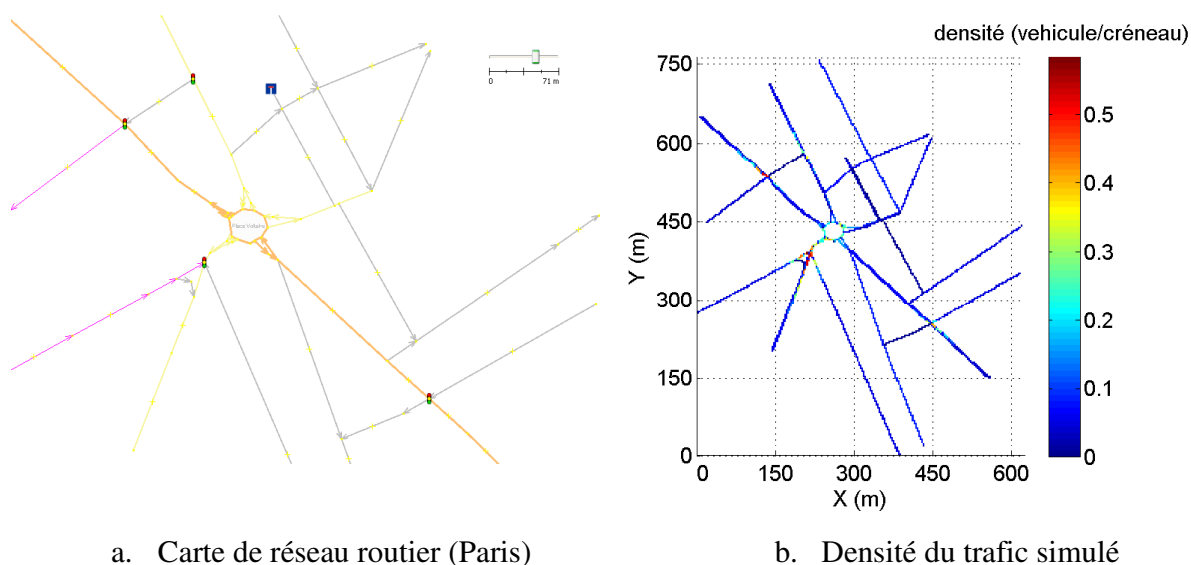 0
71 m
Place Voltaire
densité (vehicule/créneau)
750
600
450
300
150
0
Y (m)
0
150
300
450
600
X (m)
0.5
0.4
0.3
0.2
0.1
0
a. Carte de réseau routier (Paris)
b. Densité du trafic simulé